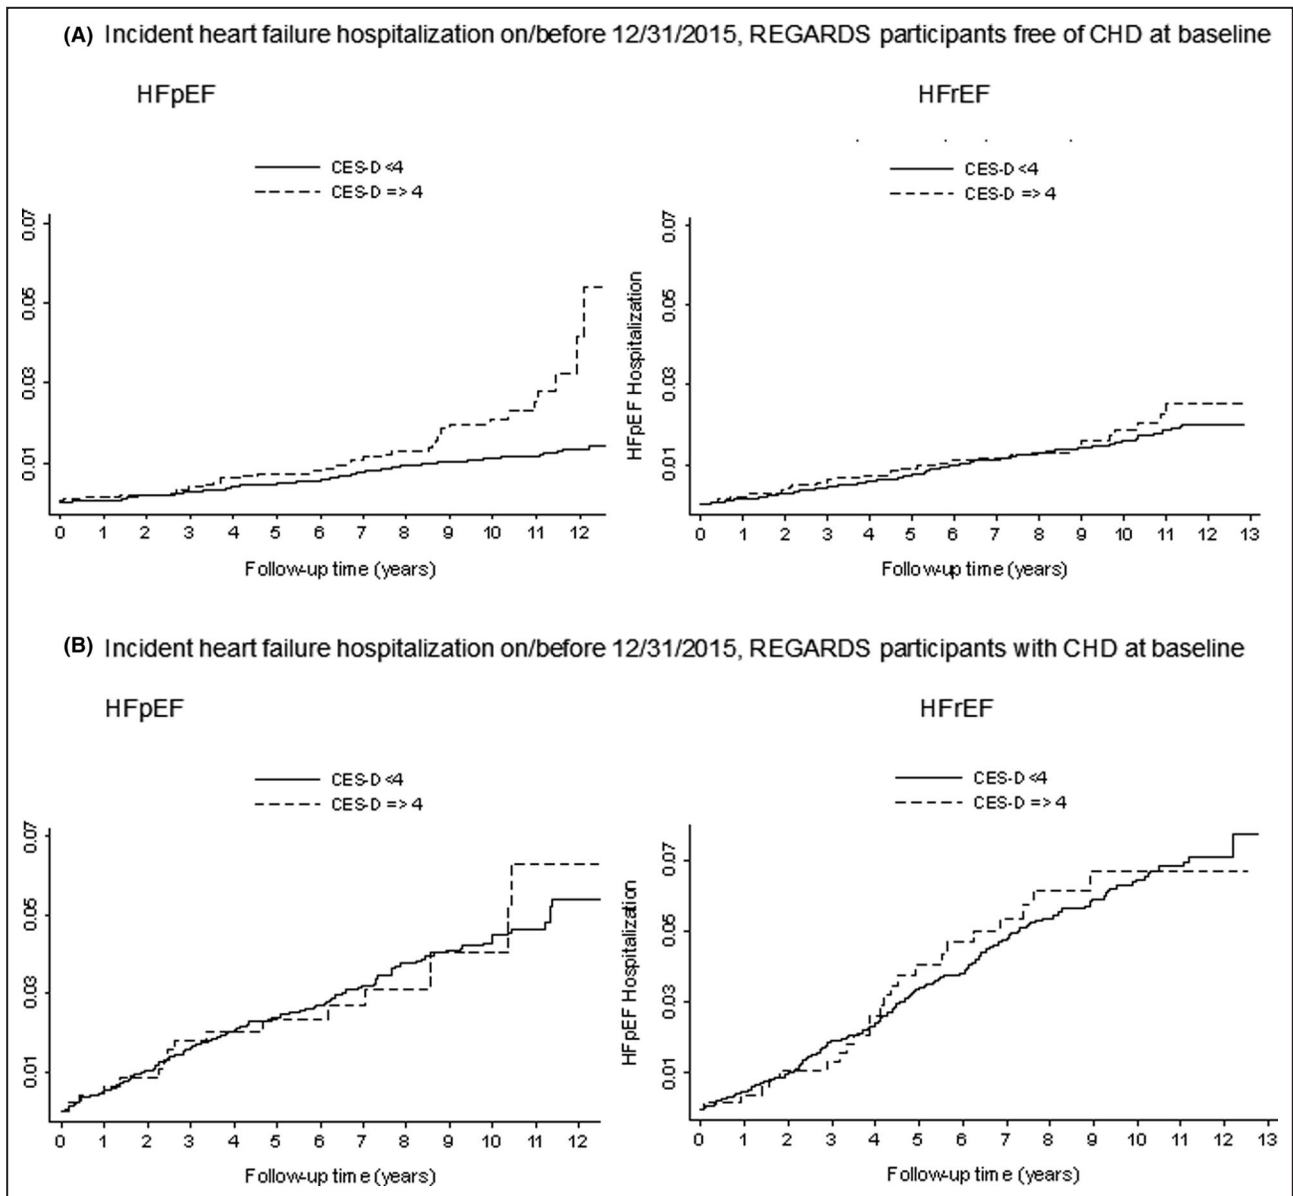 (A) Incident heart failure hospitalization on/before 12/31/2015, REGARDS participants free of CHD at baseline
HFpEF
HFrEF
CES-D <4
CES-D => 4
CES-D <4
CES-D => 4
0.07
0.05
0.03
0.01
0 1 2 3 4 5 6 7 8 9 10 11 12
Follow-up time (years)
HFpEF Hospitalization
0.07
0.05
0.03
0.01
0 1 2 3 4 5 6 7 8 9 10 11 12 13
Follow-up time (years)
(B) Incident heart failure hospitalization on/before 12/31/2015, REGARDS participants with CHD at baseline
HFpEF
HFrEF
CES-D <4
CES-D => 4
CES-D <4
CES-D => 4
0.07
0.05
0.03
0.01
0 1 2 3 4 5 6 7 8 9 10 11 12
Follow-up time (years)
HFpEF Hospitalization
0.07
0.05
0.03
0.01
0 1 2 3 4 5 6 7 8 9 10 11 12 13
Follow-up time (years)